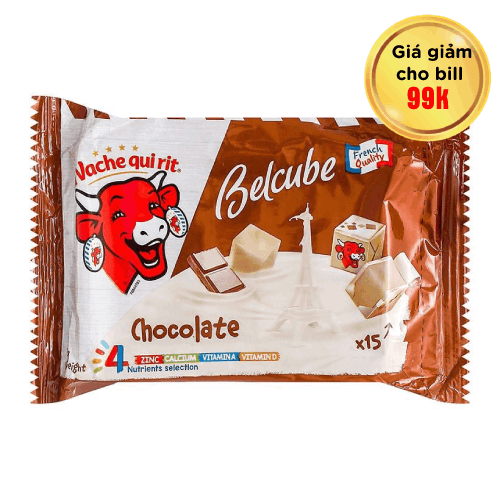 Giá giảm
cho bill
99K
Vache qui rit®
Belcube
French
Quality
Chocolate
x15
4
ZINC CALCIUM VITAMIN A VITAMIN D
Nutrients selection